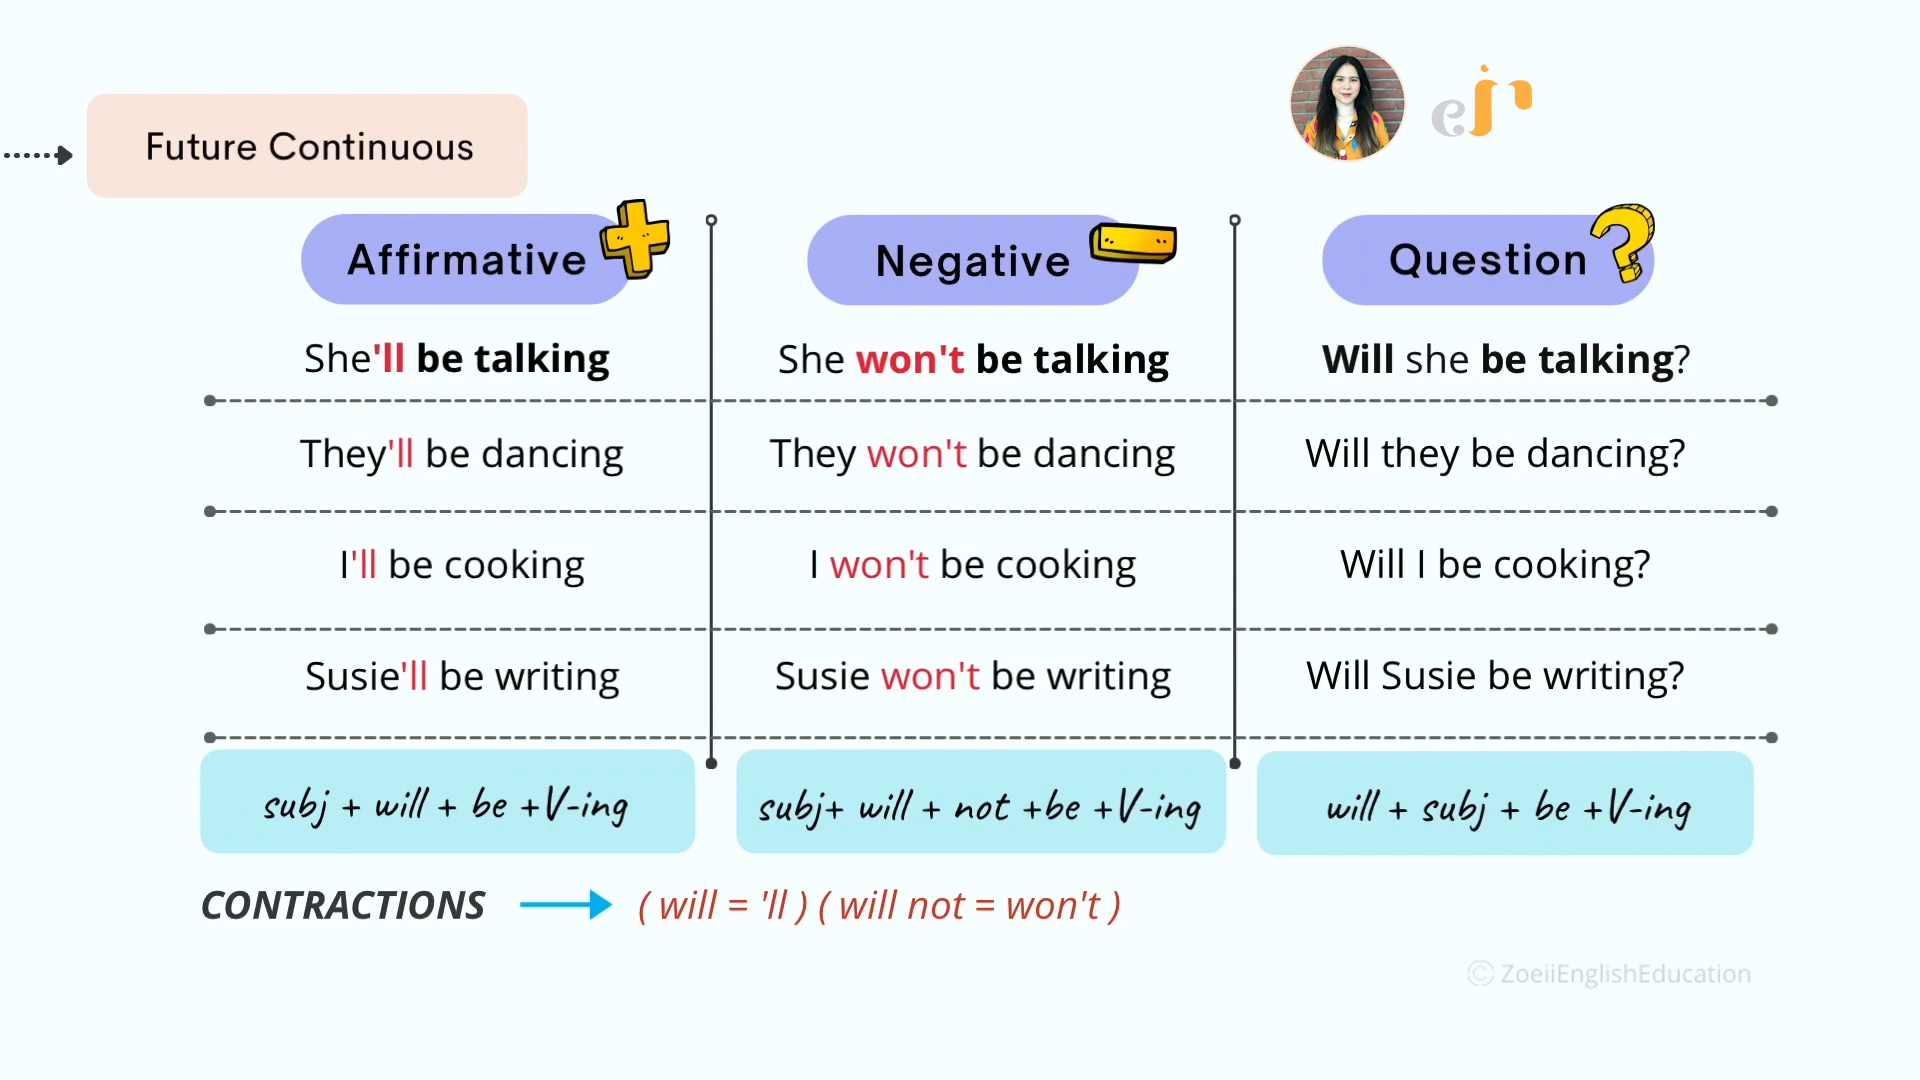 Future Continuous
Affirmative
Negative
Question
She'll be talking
She won't be talking
Will she be talking?
They'll be dancing
They won't be dancing
Will they be dancing?
I'll be cooking
I won't be cooking
Will I be cooking?
Susie'll be writing
Susie won't be writing
Will Susie be writing?
subj + will + be +V-ing
subj+ will + not +be +V-ing
will + subj + be +V-ing
CONTRACTIONS
( will = 'll ) ( will not = won't )
© ZoeiiEnglishEducation